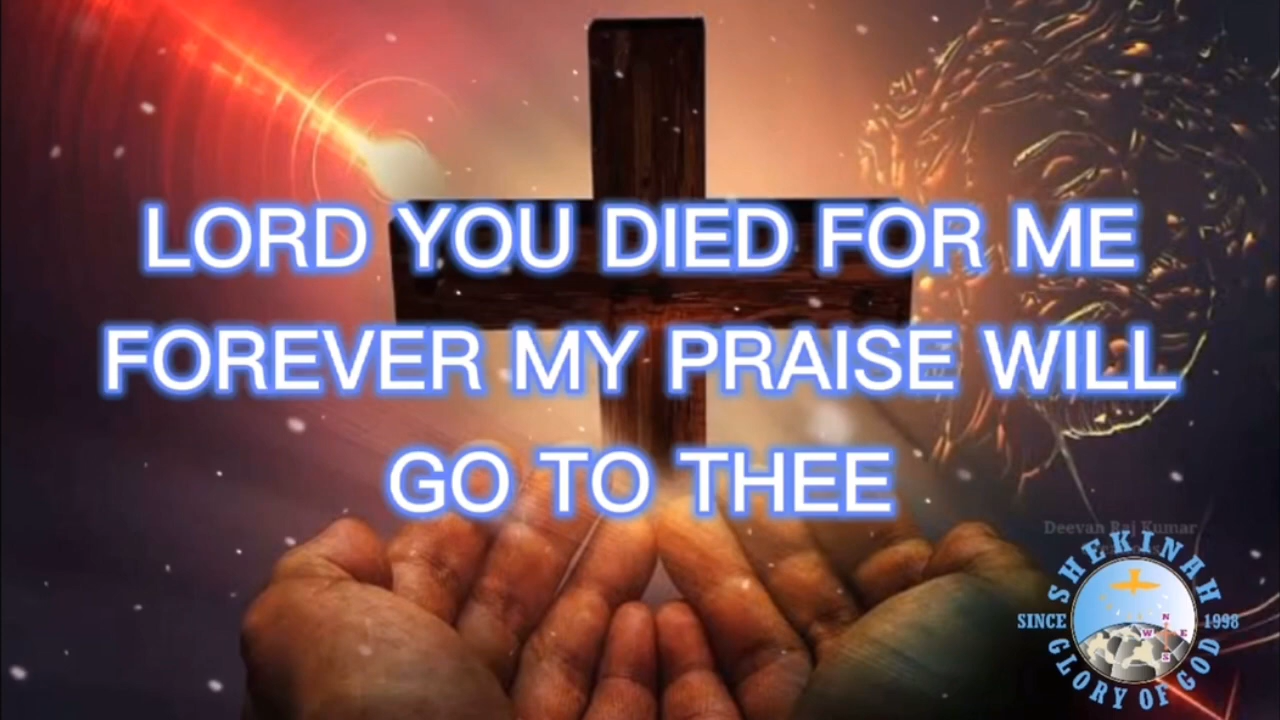 LORD YOU DIED FOR ME
FOREVER MY PRAISE WILL
GO TO THEE
Deevan Raj Kumar
SHEKINAH
SINCE 1998
N
W E
S
GLORY OF GOD